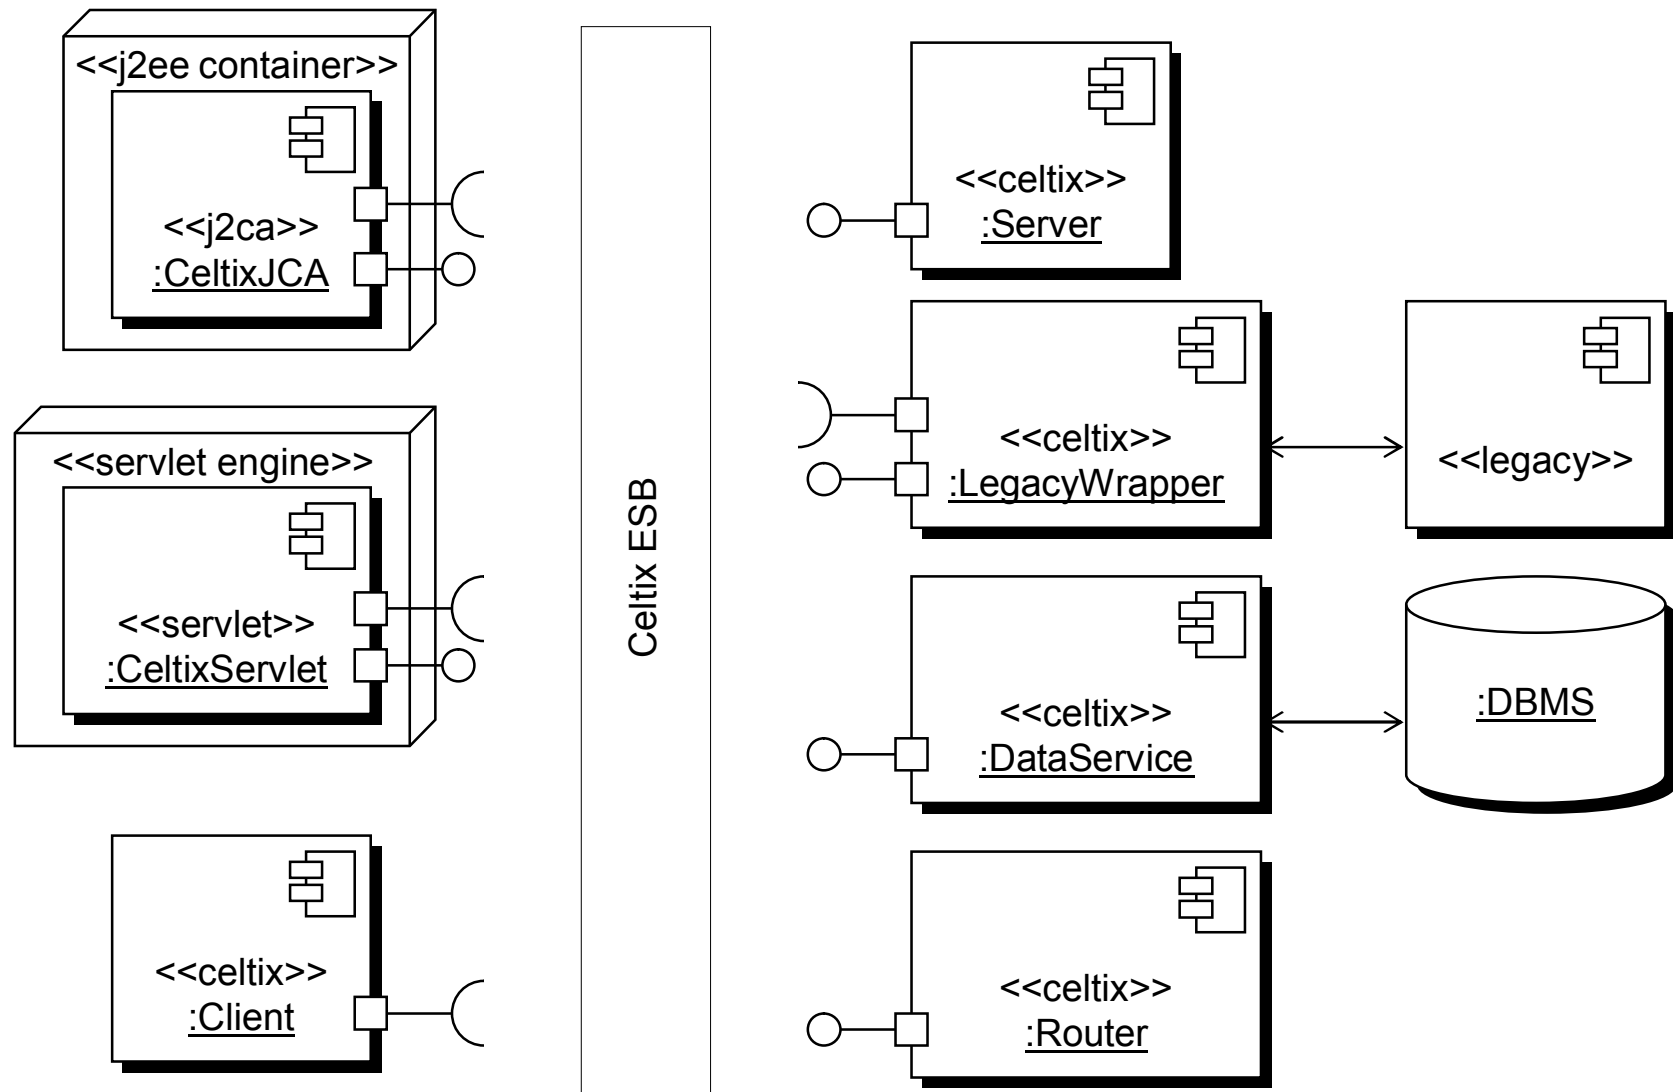 <<j2ee container>>
<<j2ca>>
:CeltixJCA
<<servlet engine>>
<<servlet>>
:CeltixServlet
<<celtix>>
:Client
Celtix ESB
<<celtix>>
:Server
<<celtix>>
:LegacyWrapper
<<legacy>>
<<celtix>>
:DataService
:DBMS
<<celtix>>
:Router